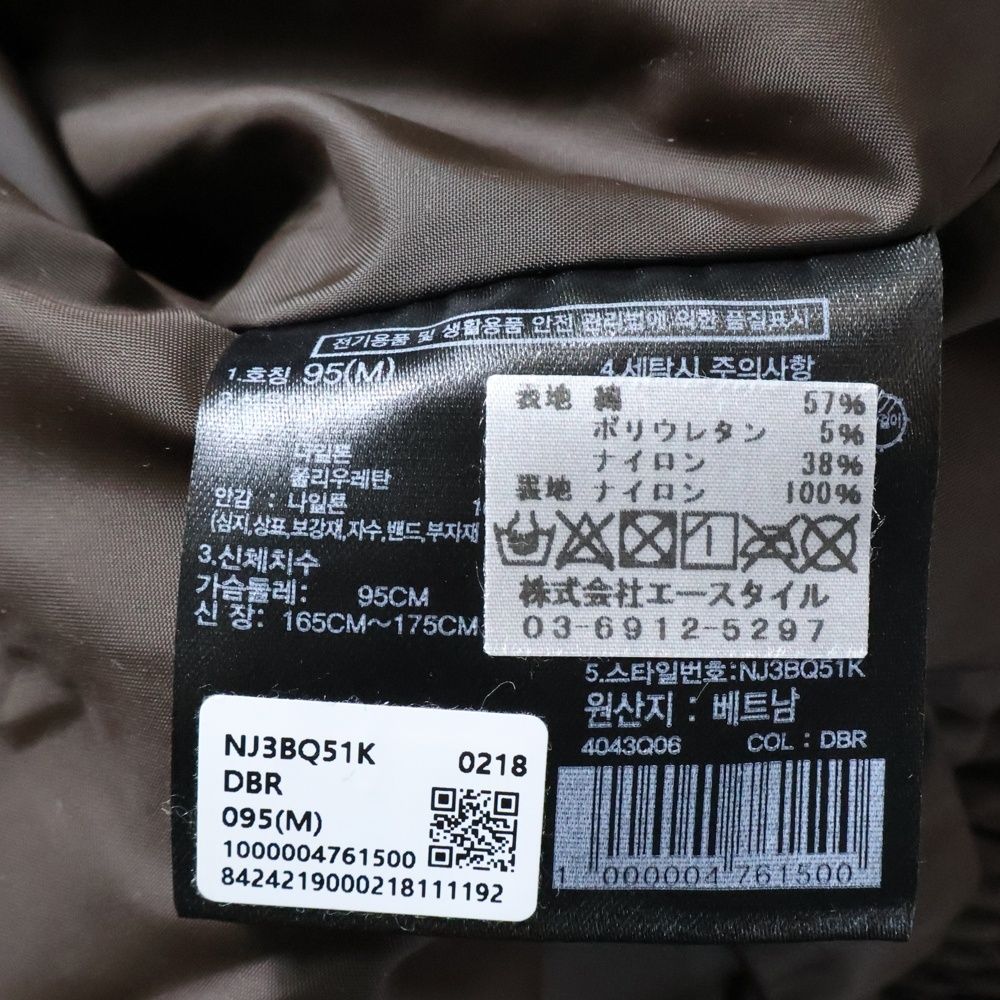 전기용품 및 생활용품 안전 관리법에 의한 품질표시
1.호칭 95(M)
4.세탁시 주의사항
나일론
폴리우레탄
안감 : 나일론
(심지,상표,보강재,자수,밴드,부자재
3.신체치수
가슴둘레: 95CM
신 장: 165CM~175CM
表地 綿 57%
ポリウレタン 5%
ナイロン 38%
裏地 ナイロン 100%
株式会社エースタイル
03-6912-5297
5.스타일번호:NJ3BQ51K
원산지 : 베트남
4043Q06 COL : DBR
1 000004 761500
NJ3BQ51K 0218
DBR
095(M)
1000004761500
8424219000218111192